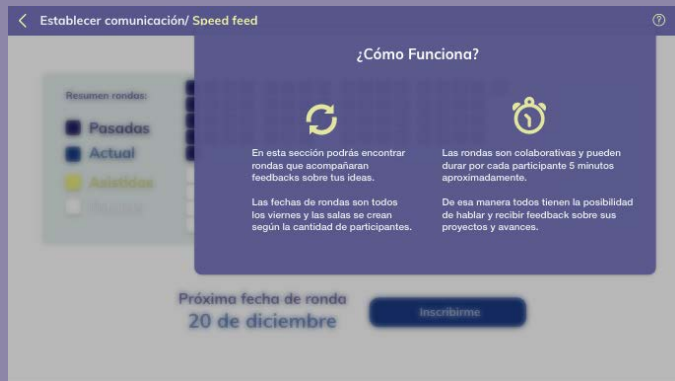 Establecer comunicación/ Speed feed
¿Cómo Funciona?
Resumen rondas:
Pasadas
Actual
Asistidas
En esta sección podrás encontrar
rondas que acompañaran
feedbacks sobre tus ideas.
Las fechas de rondas son todos
los viernes y las salas se crean
según la cantidad de participantes.
Las rondas son colaborativas y pueden
durar por cada participante 5 minutos
aproximadamente.
De esa manera todos tienen la posibilidad
de hablar y recibir feedback sobre sus
proyectos y avances.
Próxima fecha de ronda
20 de diciembre
Inscribirme